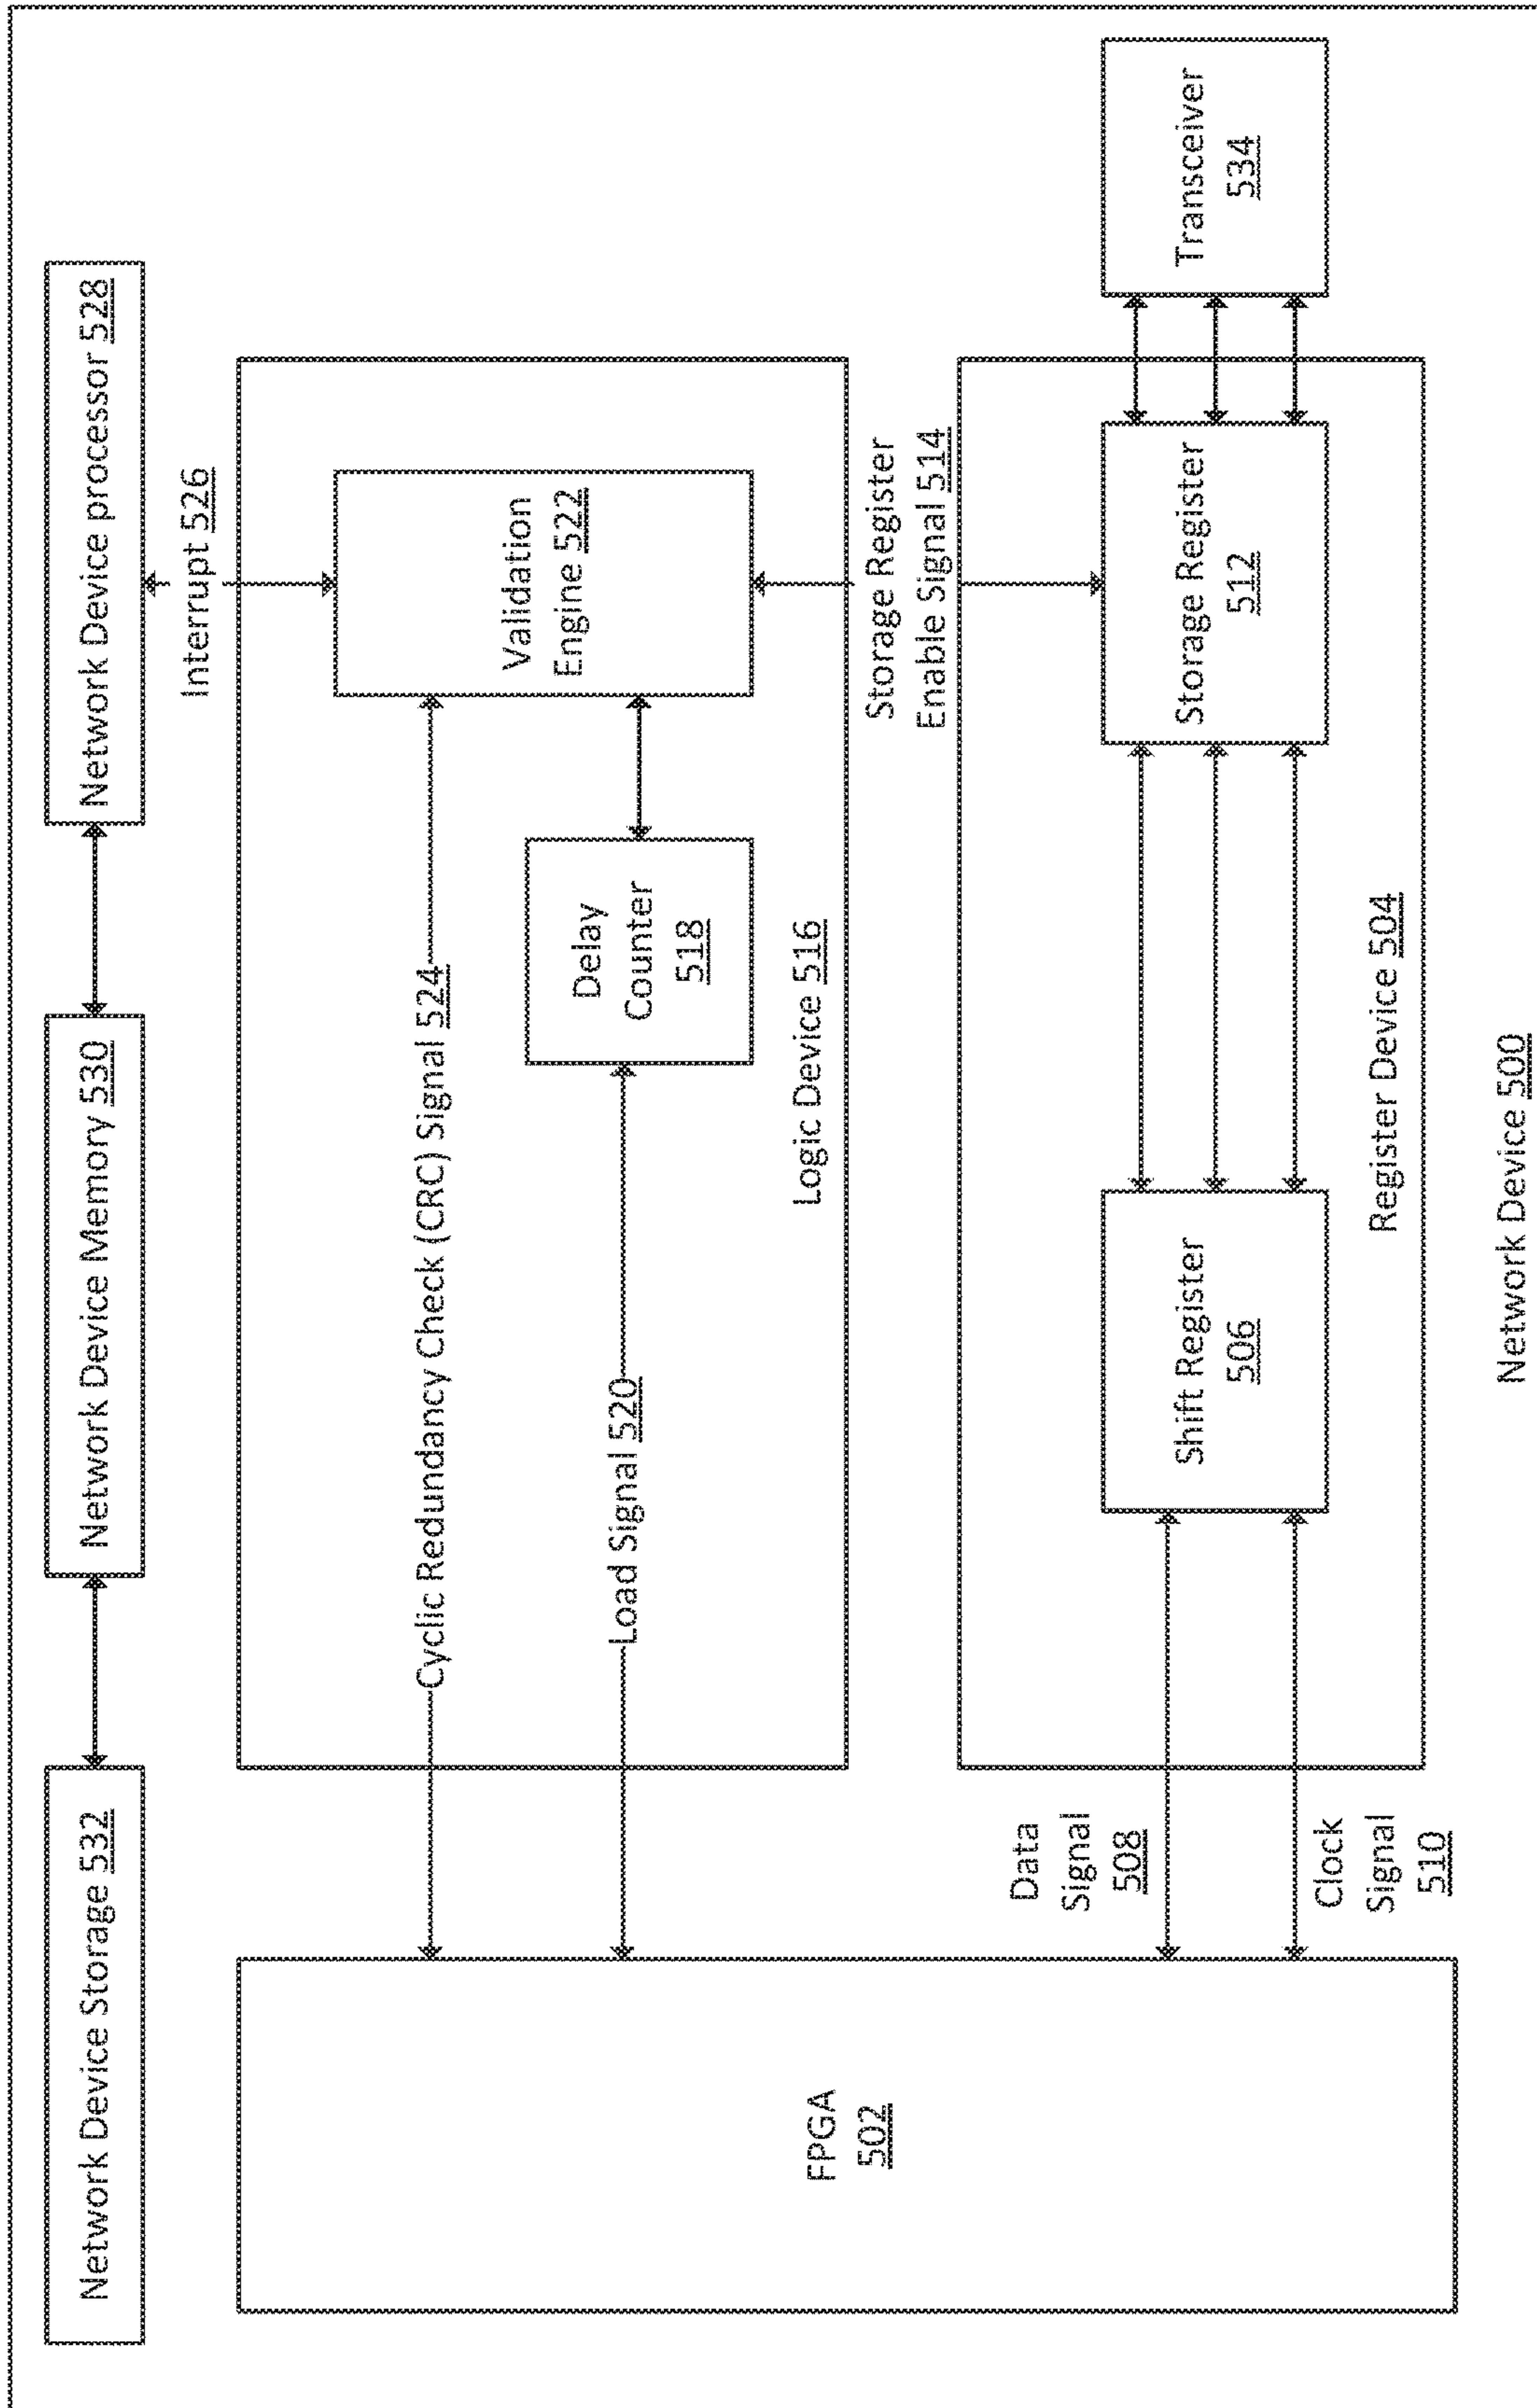 Network Device Storage 532
Network Device Memory 530
Network Device processor 528
Interrupt 526
Cyclic Redundancy Check (CRC) Signal 524
Validation
Engine 522
Load Signal 520
Delay
Counter
518
Logic Device 516
FPGA
502
Storage Register
Enable Signal 514
Data
Signal
508
Clock
Signal
510
Shift Register
506
Storage Register
512
Transceiver
534
Register Device 504
Network Device 500